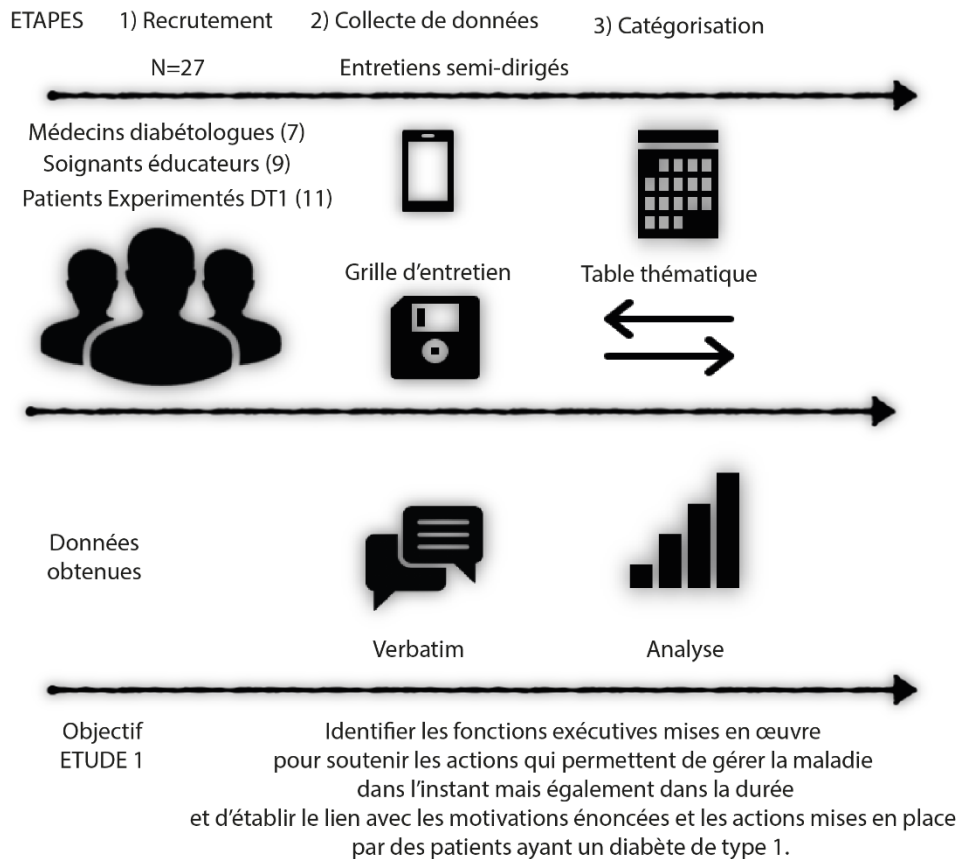 ETAPES 1) Recrutement 2) Collecte de données 3) Catégorisation
N=27 Entretiens semi-dirigés
Médecins diabétologues (7)
Soignants éducateurs (9)
Patients Experimentés DT1 (11)
Grille d'entretien Table thématique
Données
obtenues
Verbatim Analyse
Objectif
ETUDE 1
Identifier les fonctions exécutives mises en œuvre
pour soutenir les actions qui permettent de gérer la maladie
dans l'instant mais également dans la durée
et d'établir le lien avec les motivations énoncées et les actions mises en place
par des patients ayant un diabète de type 1.